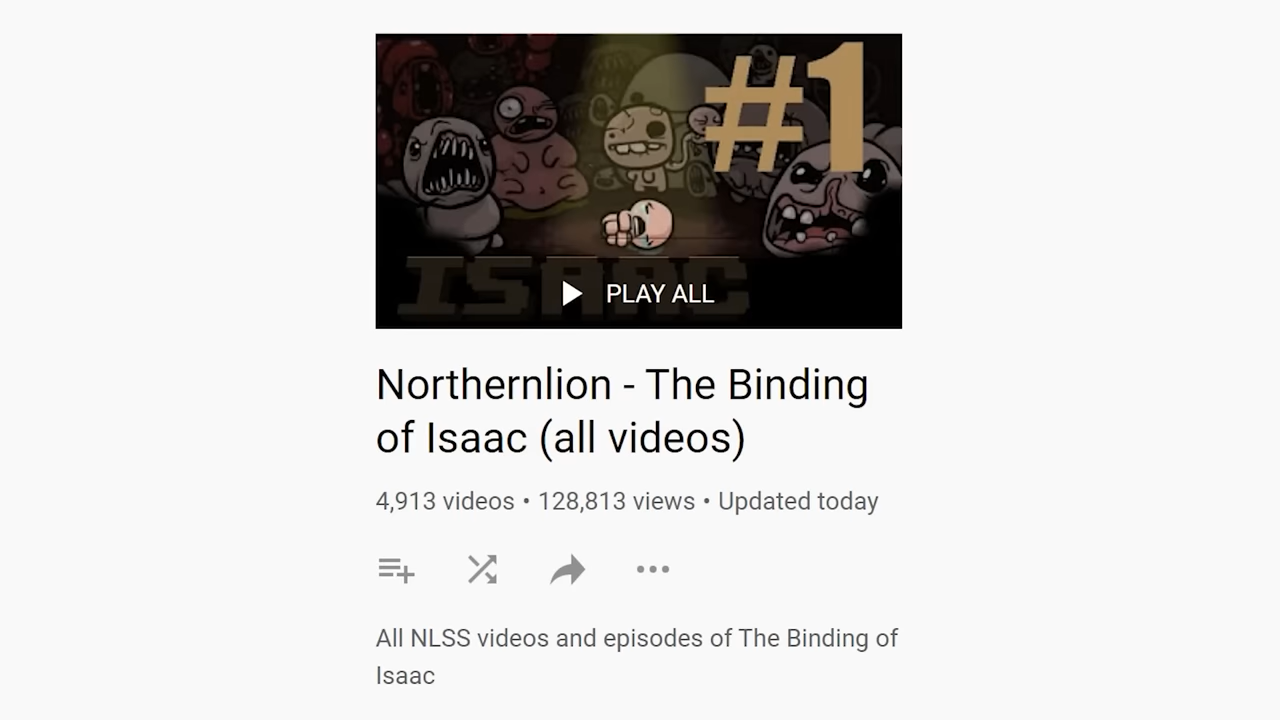 #1
ISAAC
PLAY ALL
Northernlion - The Binding
of Isaac (all videos)
4,913 videos • 128,813 views • Updated today
All NLSS videos and episodes of The Binding of
Isaac